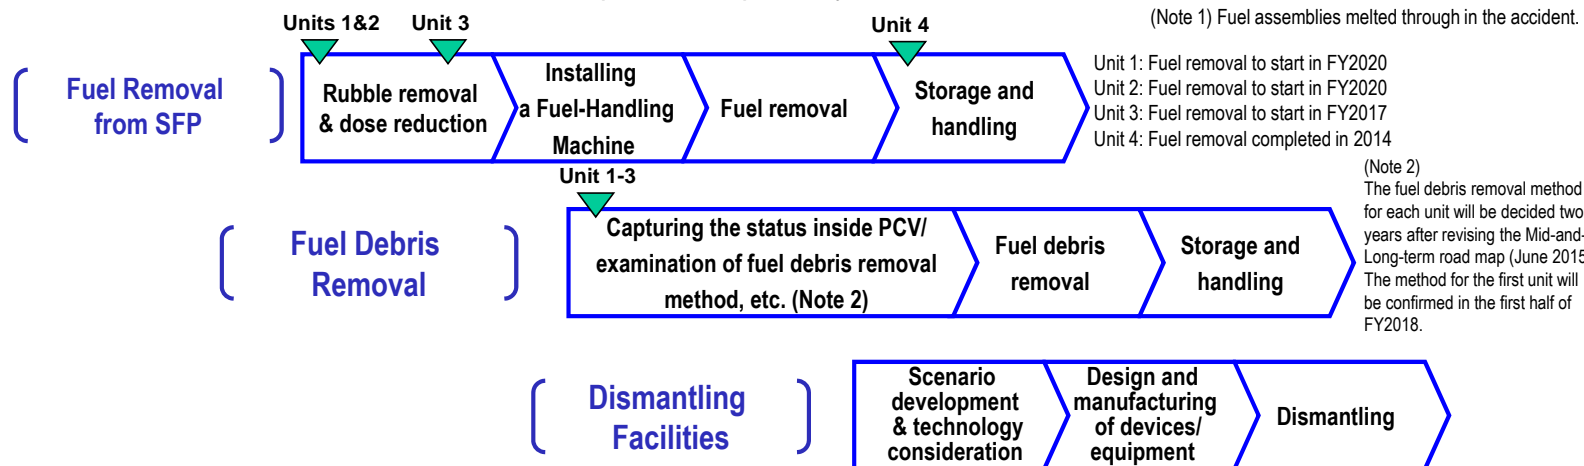 (Note 1) Fuel assemblies melted through in the accident.
Units 1&2
Unit 3
Unit 4
Fuel Removal
from SFP
Rubble removal
& dose reduction
Installing
a Fuel-Handling
Machine
Fuel removal
Storage and
handling
Unit 1: Fuel removal to start in FY2020
Unit 2: Fuel removal to start in FY2020
Unit 3: Fuel removal to start in FY2017
Unit 4: Fuel removal completed in 2014
Unit 1-3
Fuel Debris
Removal
Capturing the status inside PCV/
examination of fuel debris removal
method, etc. (Note 2)
Fuel debris
removal
Storage and
handling
(Note 2)
The fuel debris removal method
for each unit will be decided two
years after revising the Mid-and-
Long-term road map (June 2015
The method for the first unit will
be confirmed in the first half of
FY2018.
Dismantling
Facilities
Scenario
development
& technology
consideration
Design and
manufacturing
of devices/
equipment
Dismantling